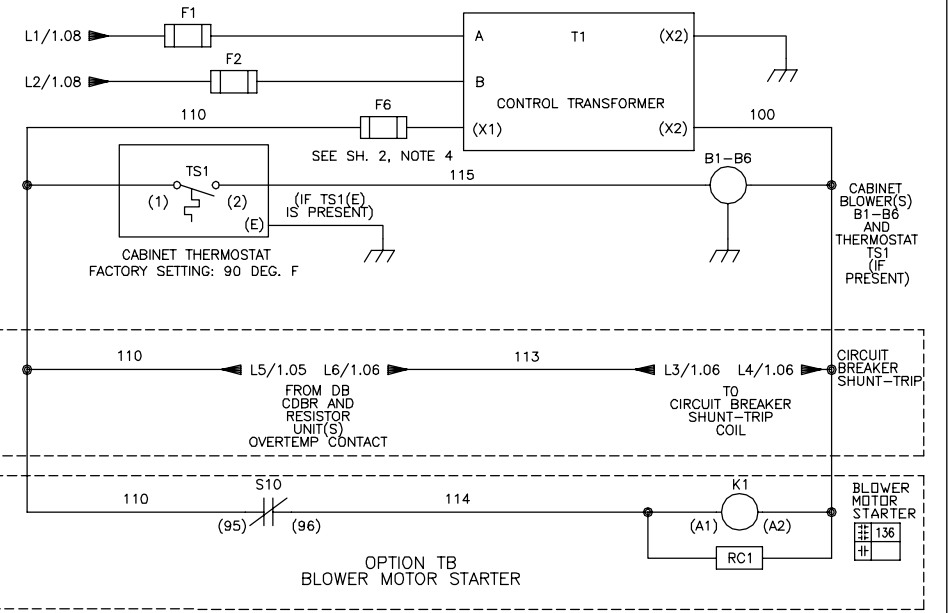 F1
L1/1.08
A
T1
(X2)
F2
L2/1.08
B
CONTROL TRANSFORMER
110
F6
(X1)
(X2)
100
SEE SH. 2, NOTE 4
B1-B6
TS1
115
(1)
(2)
(IF TS1(E)
IS PRESENT)
(E)
CABINET THERMOSTAT
FACTORY SETTING: 90 DEG. F
CABINET
BLOWER(S)
B1-B6
AND
THERMOSTAT
TS1
(IF
PRESENT)
110
L5/1.05
L6/1.06
113
L3/1.06
L4/1.06
CIRCUIT
BREAKER
SHUNT-TRIP
FROM DB
CDBR AND
RESISTOR
UNIT(S)
OVERTEMP CONTACT
TO
CIRCUIT BREAKER
SHUNT-TRIP
COIL
110
S10
114
K1
(95)
(96)
(A1)
(A2)
BLOWER
MOTOR
STARTER
136
RC1
OPTION TB
BLOWER MOTOR STARTER